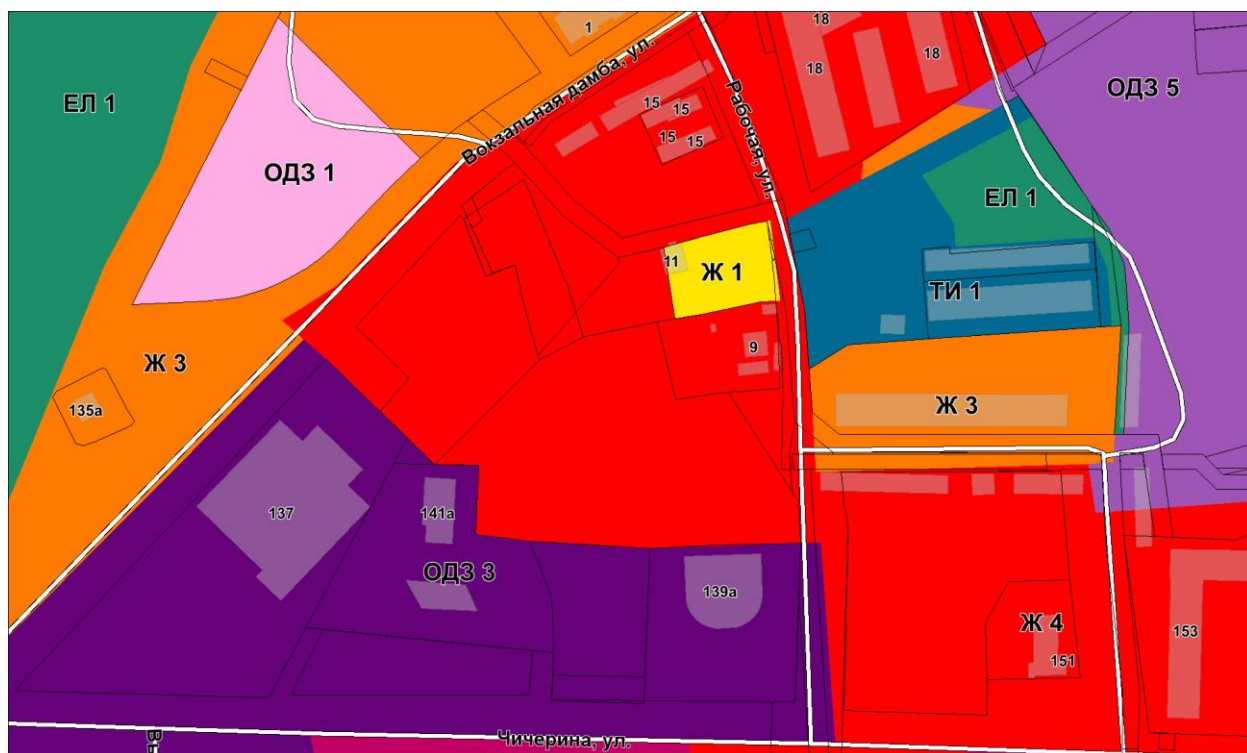 1
18
18
18
ЕЛ 1
ОДЗ 5
Вокзальная дамба, ул.
15
15
15
15
Рабочая, ул.
ОДЗ 1
ЕЛ 1
11
Ж 1
ТИ 1
9
Ж 3
135а
Ж 3
137
141а
ОДЗ 3
139а
Ж 4
151
153
Чичерина, ул.